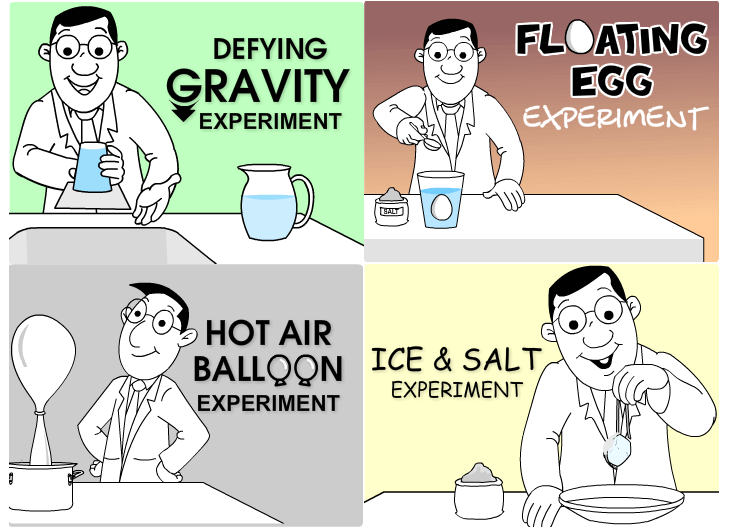 DEFYING
GRAVITY
EXPERIMENT
FLOATING
EGG
EXPERIMENT
SALT
HOT AIR
BALLOON
EXPERIMENT
ICE & SALT
EXPERIMENT